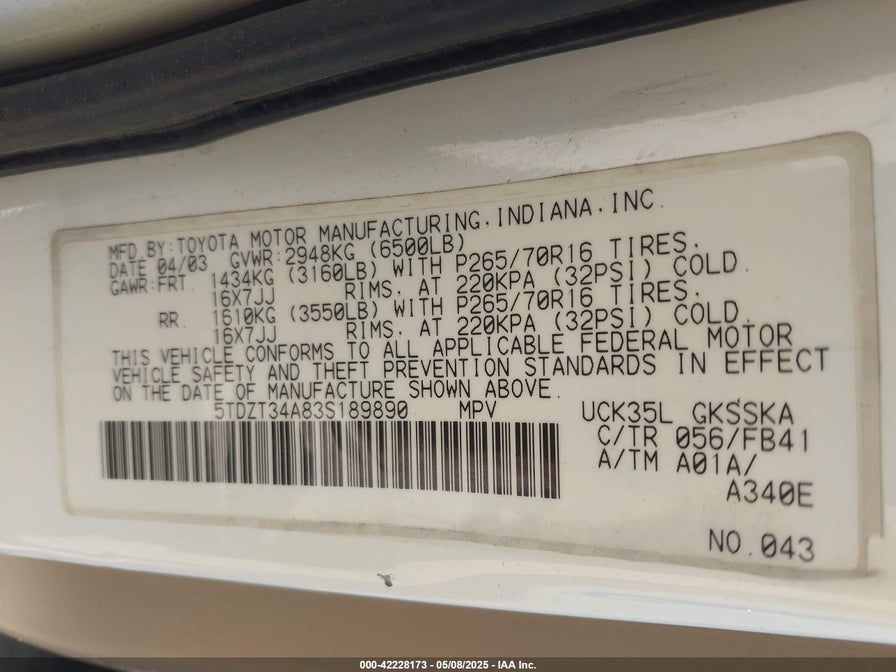 MFD BY: TOYOTA MOTOR MANUFACTURING, INDIANA, INC.
DATE 04/03 GVWR: 2948KG (6500LB)
GAWR: FRT. 1434KG (3160LB) WITH P265/70R16 TIRES.
16X7JJ RIMS, AT 220KPA (32PSI) COLD.
RR. 1610KG (3550LB) WITH P265/70R16 TIRES.
16X7JJ RIMS, AT 220KPA (32PSI) COLD.
THIS VEHICLE CONFORMS TO ALL APPLICABLE FEDERAL MOTOR
VEHICLE SAFETY AND THEFT PREVENTION STANDARDS IN EFFECT
ON THE DATE OF MANUFACTURE SHOWN ABOVE.
5TDZT34A83S189890 MPV UCK35L GKSSKA
C/TR 056/FB41
A/TM A01A/
A340E
NO. 043
000-42228173 - 05/08/2025 - IAA Inc.